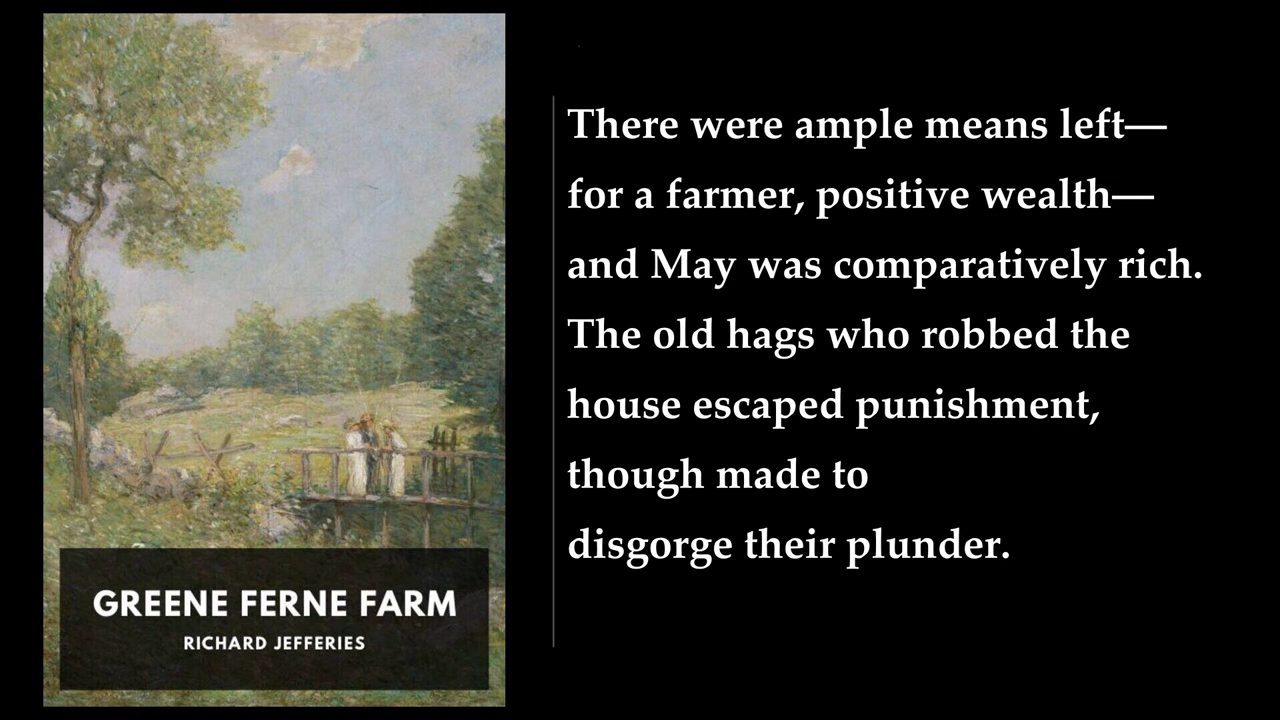 GREENE FERNE FARM
RICHARD JEFFERIES
There were ample means left—
for a farmer, positive wealth—
and May was comparatively rich.
The old hags who robbed the
house escaped punishment,
though made to
disgorge their plunder.